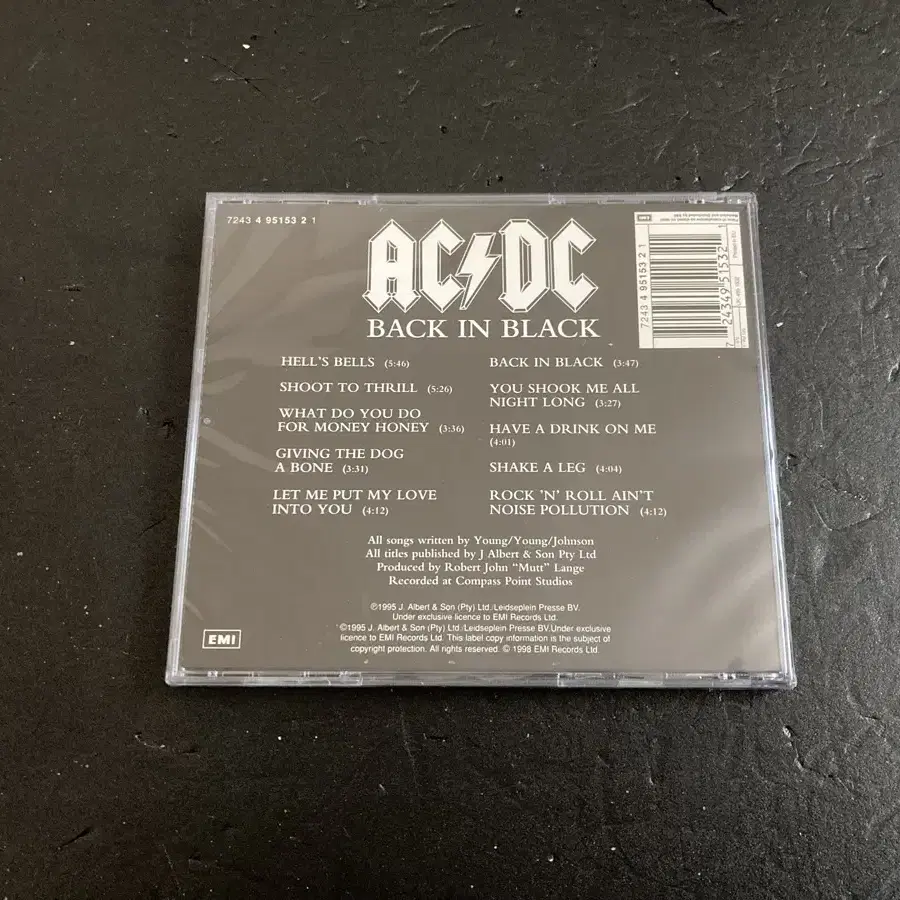 7243 4 95153 2 1
AC DC
BACK IN BLACK
HELL'S BELLS (5:46)
SHOOT TO THRILL (5:26)
WHAT DO YOU DO
FOR MONEY HONEY (3:36)
GIVING THE DOG
A BONE (3:31)
LET ME PUT MY LOVE
INTO YOU (4:12)
BACK IN BLACK (3:47)
YOU SHOOK ME ALL
NIGHT LONG (3:27)
HAVE A DRINK ON ME
(4:01)
SHAKE A LEG (4:04)
ROCK 'N' ROLL AIN'T
NOISE POLLUTION (4:12)
All songs written by Young/Young/Johnson
All titles published by J Albert & Son Pty Ltd
Produced by Robert John "Mutt" Lange
Recorded at Compass Point Studios
℗1995 J. Albert & Son (Pty) Ltd./Leidseplein Presse BV.
Under exclusive licence to EMI Records Ltd.
©1995 J. Albert & Son (Pty) Ltd./Leidseplein Presse BV.Under exclusive
licence to EMI Records Ltd. This label copy information is the subject of
copyright protection. All rights reserved. © 1998 EMI Records Ltd.
EMI
EMI
7243 4 95153 2 1
7 24349 51532 1